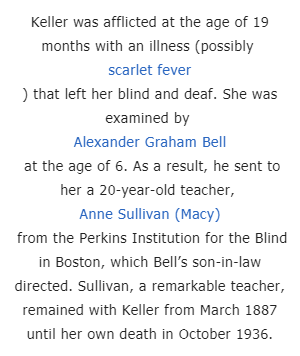 Keller was afflicted at the age of 19
months with an illness (possibly
scarlet fever
) that left her blind and deaf. She was
examined by
Alexander Graham Bell
at the age of 6. As a result, he sent to
her a 20-year-old teacher,
Anne Sullivan (Macy)
from the Perkins Institution for the Blind
in Boston, which Bell’s son-in-law
directed. Sullivan, a remarkable teacher,
remained with Keller from March 1887
until her own death in October 1936.